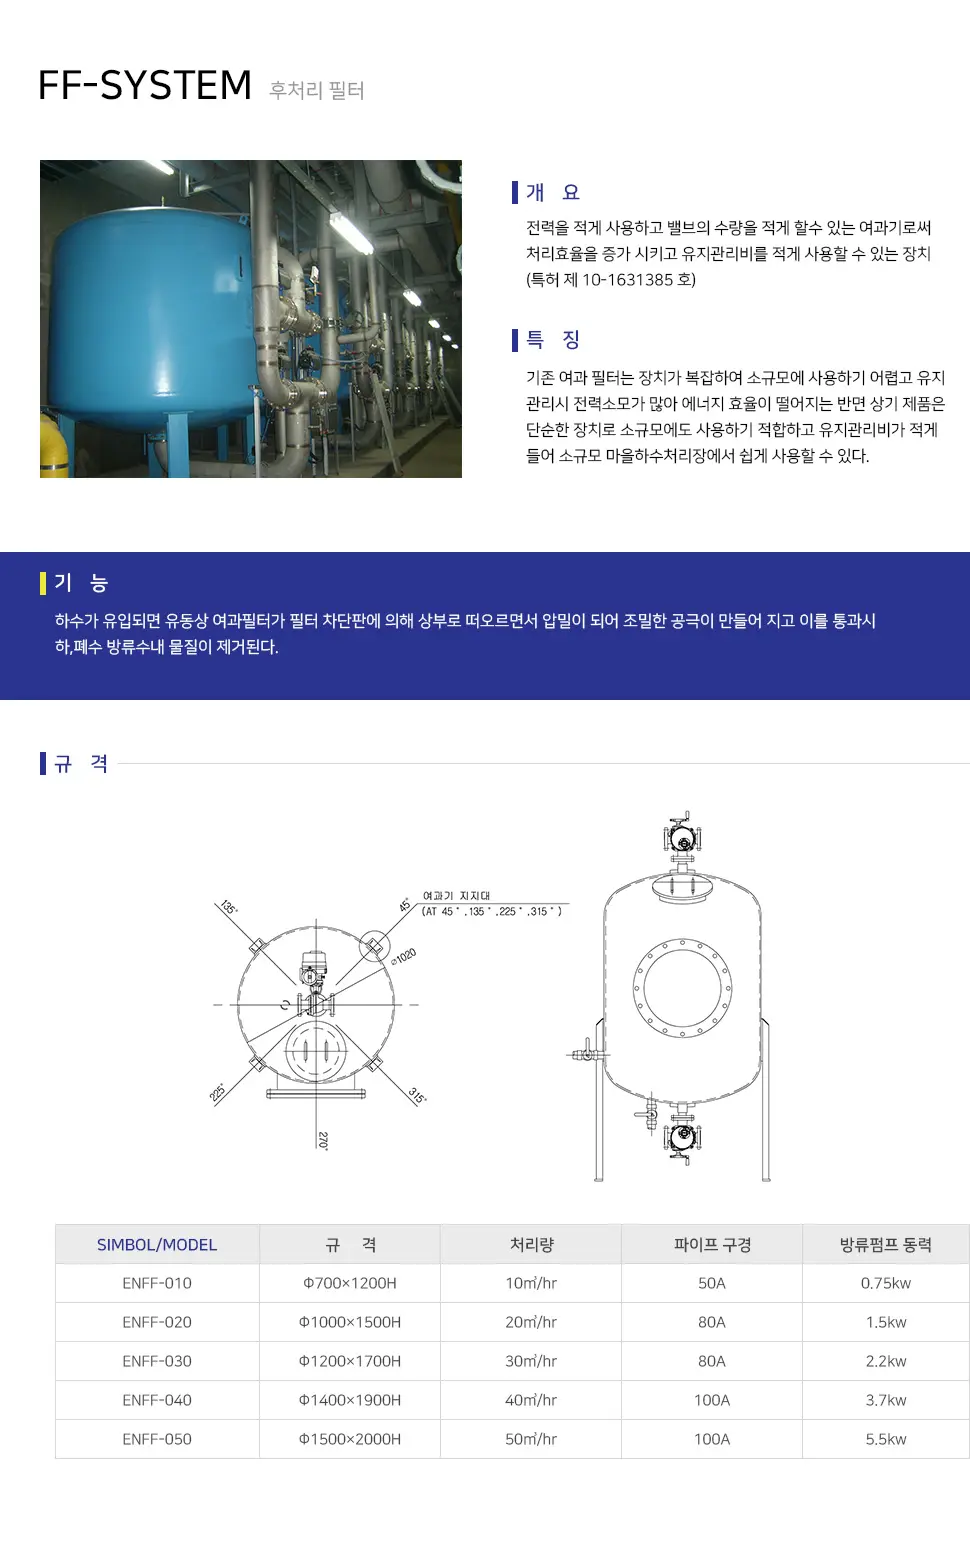 FF-SYSTEM 후처리 필터
개 요
전력을 적게 사용하고 밸브의 수량을 적게 할수 있는 여과기로써
처리효율을 증가 시키고 유지관리비를 적게 사용할 수 있는 장치
(특허 제 10-1631385 호)
특 징
기존 여과 필터는 장치가 복잡하여 소규모에 사용하기 어렵고 유지
관리시 전력소모가 많아 에너지 효율이 떨어지는 반면 상기 제품은
단순한 장치로 소규모에도 사용하기 적합하고 유지관리비가 적게
들어 소규모 마을하수처리장에서 쉽게 사용할 수 있다.
기 능
하수가 유입되면 유동상 여과필터가 필터 차단판에 의해 상부로 떠오르면서 압밀이 되어 조밀한 공극이 만들어 지고 이를 통과시
하,폐수 방류수내 물질이 제거된다.
규 격
135°
45°
여과기 지지대
(AT 45°,135°,225°,315°)
⌀1020
225°
315°
270°
SIMBOL/MODEL 규 격 처리량 파이프 구경 방류펌프 동력
ENFF-010 Φ700×1200H 10㎥/hr 50A 0.75kw
ENFF-020 Φ1000×1500H 20㎥/hr 80A 1.5kw
ENFF-030 Φ1200×1700H 30㎥/hr 80A 2.2kw
ENFF-040 Φ1400×1900H 40㎥/hr 100A 3.7kw
ENFF-050 Φ1500×2000H 50㎥/hr 100A 5.5kw